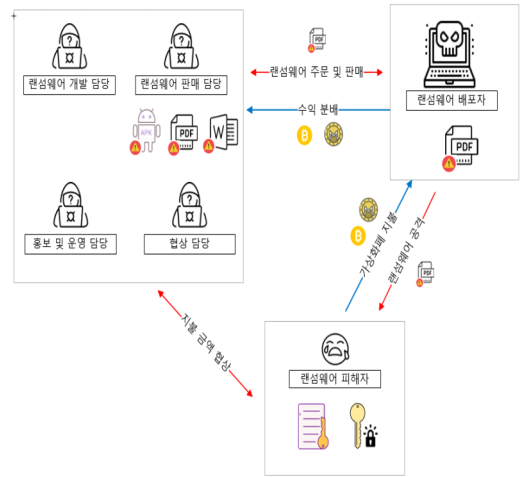 랜섬웨어 개발 담당
랜섬웨어 판매 담당
APK
PDF
W
홍보 및 운영 담당
협상 담당
PDF
랜섬웨어 주문 및 판매
수익 분배
랜섬웨어 배포자
PDF
가상화폐 지불
랜섬웨어 공격
PDF
지불 금액 협상
랜섬웨어 피해자